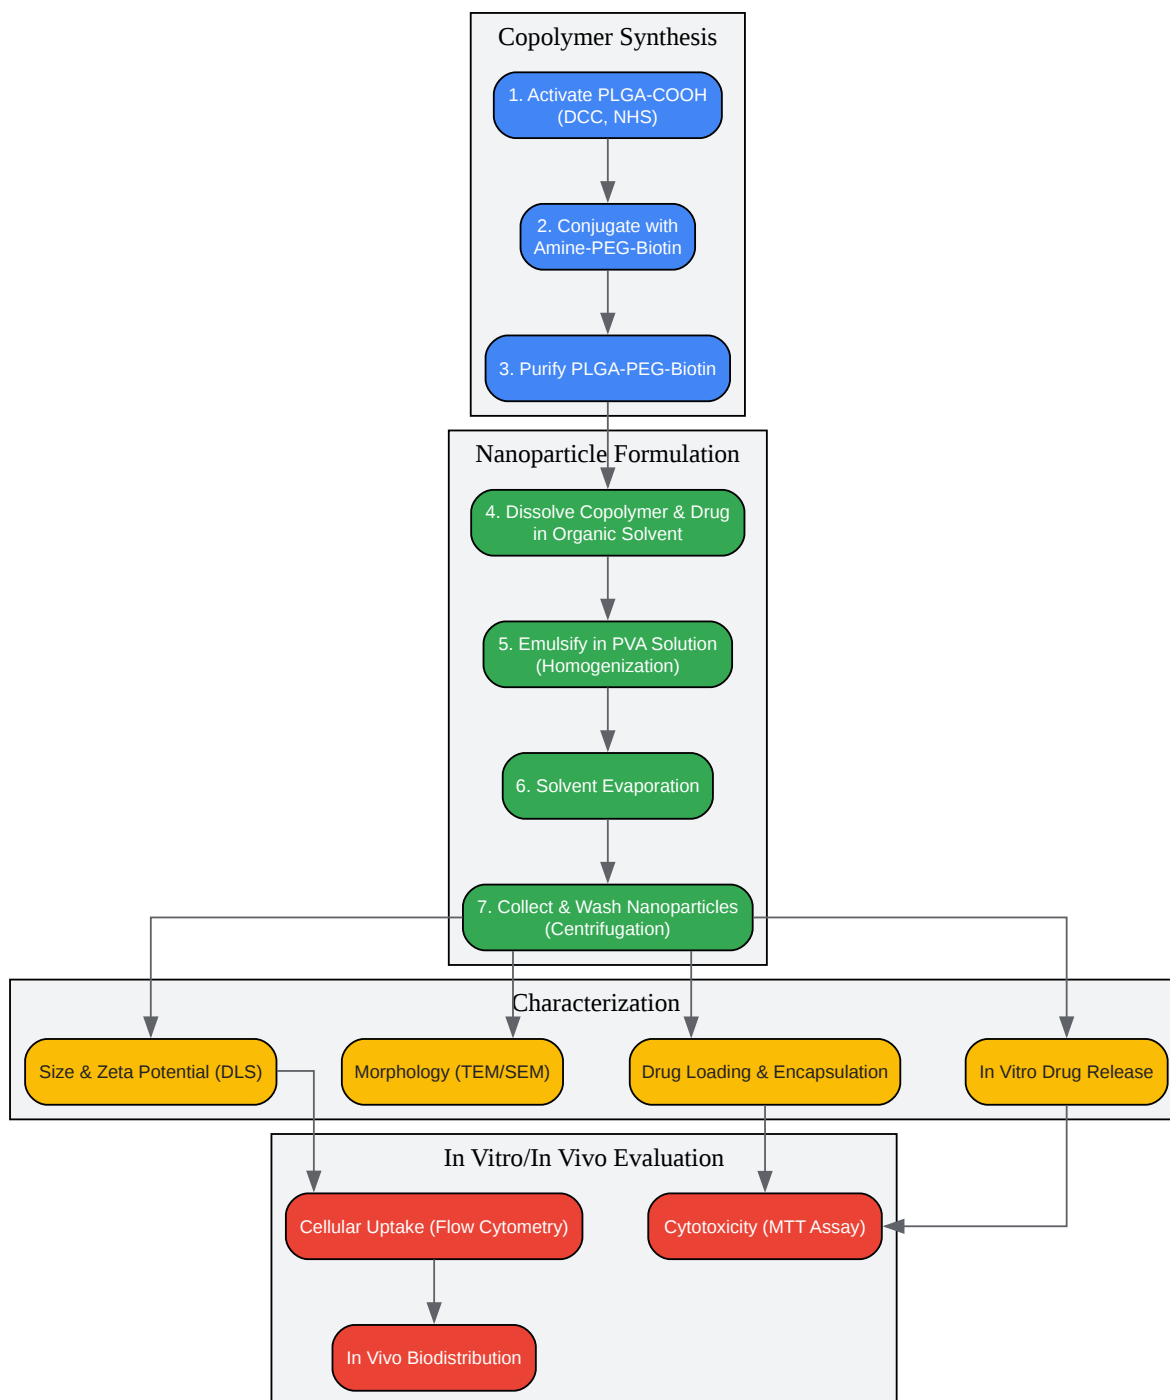 Copolymer Synthesis
1. Activate PLGA-COOH
(DCC, NHS)
2. Conjugate with
Amine-PEG-Biotin
3. Purify PLGA-PEG-Biotin
Nanoparticle Formulation
4. Dissolve Copolymer & Drug
in Organic Solvent
5. Emulsify in PVA Solution
(Homogenization)
6. Solvent Evaporation
7. Collect & Wash Nanoparticles
(Centrifugation)
Characterization
Size & Zeta Potential (DLS)
Morphology (TEM/SEM)
Drug Loading & Encapsulation
In Vitro Drug Release
In Vitro/In Vivo Evaluation
Cellular Uptake (Flow Cytometry)
Cytotoxicity (MTT Assay)
In Vivo Biodistribution